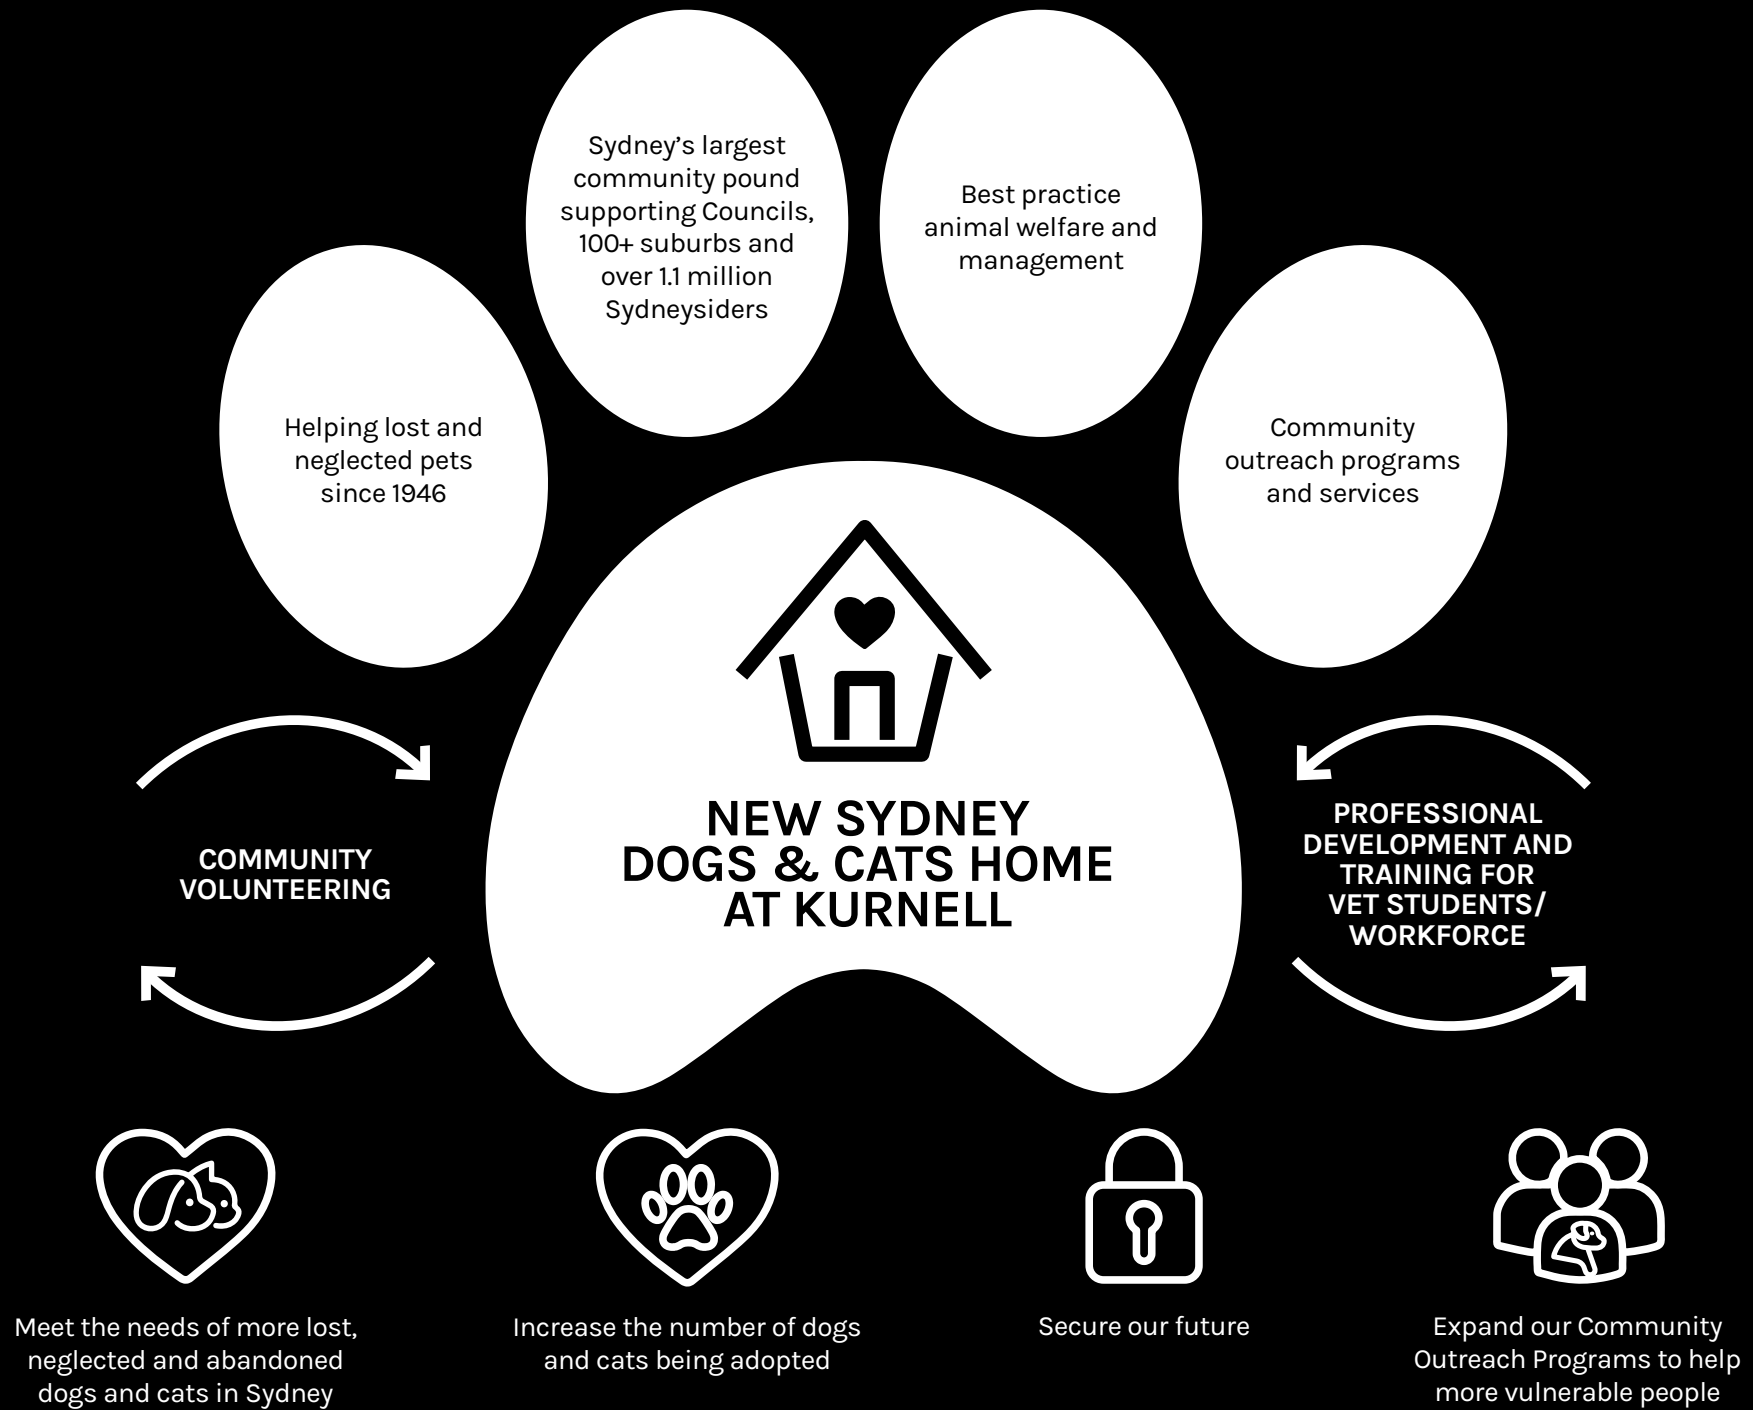 Sydney’s largest
community pound
supporting Councils,
100+ suburbs and
over 1.1 million
Sydneysiders
Best practice
animal welfare and
management
Helping lost and
neglected pets
since 1946
Community
outreach programs
and services
NEW SYDNEY
DOGS & CATS HOME
AT KURNELL
COMMUNITY
VOLUNTEERING
PROFESSIONAL
DEVELOPMENT AND
TRAINING FOR
VET STUDENTS/
WORKFORCE
Meet the needs of more lost,
neglected and abandoned
dogs and cats in Sydney
Increase the number of dogs
and cats being adopted
Secure our future
Expand our Community
Outreach Programs to help
more vulnerable people